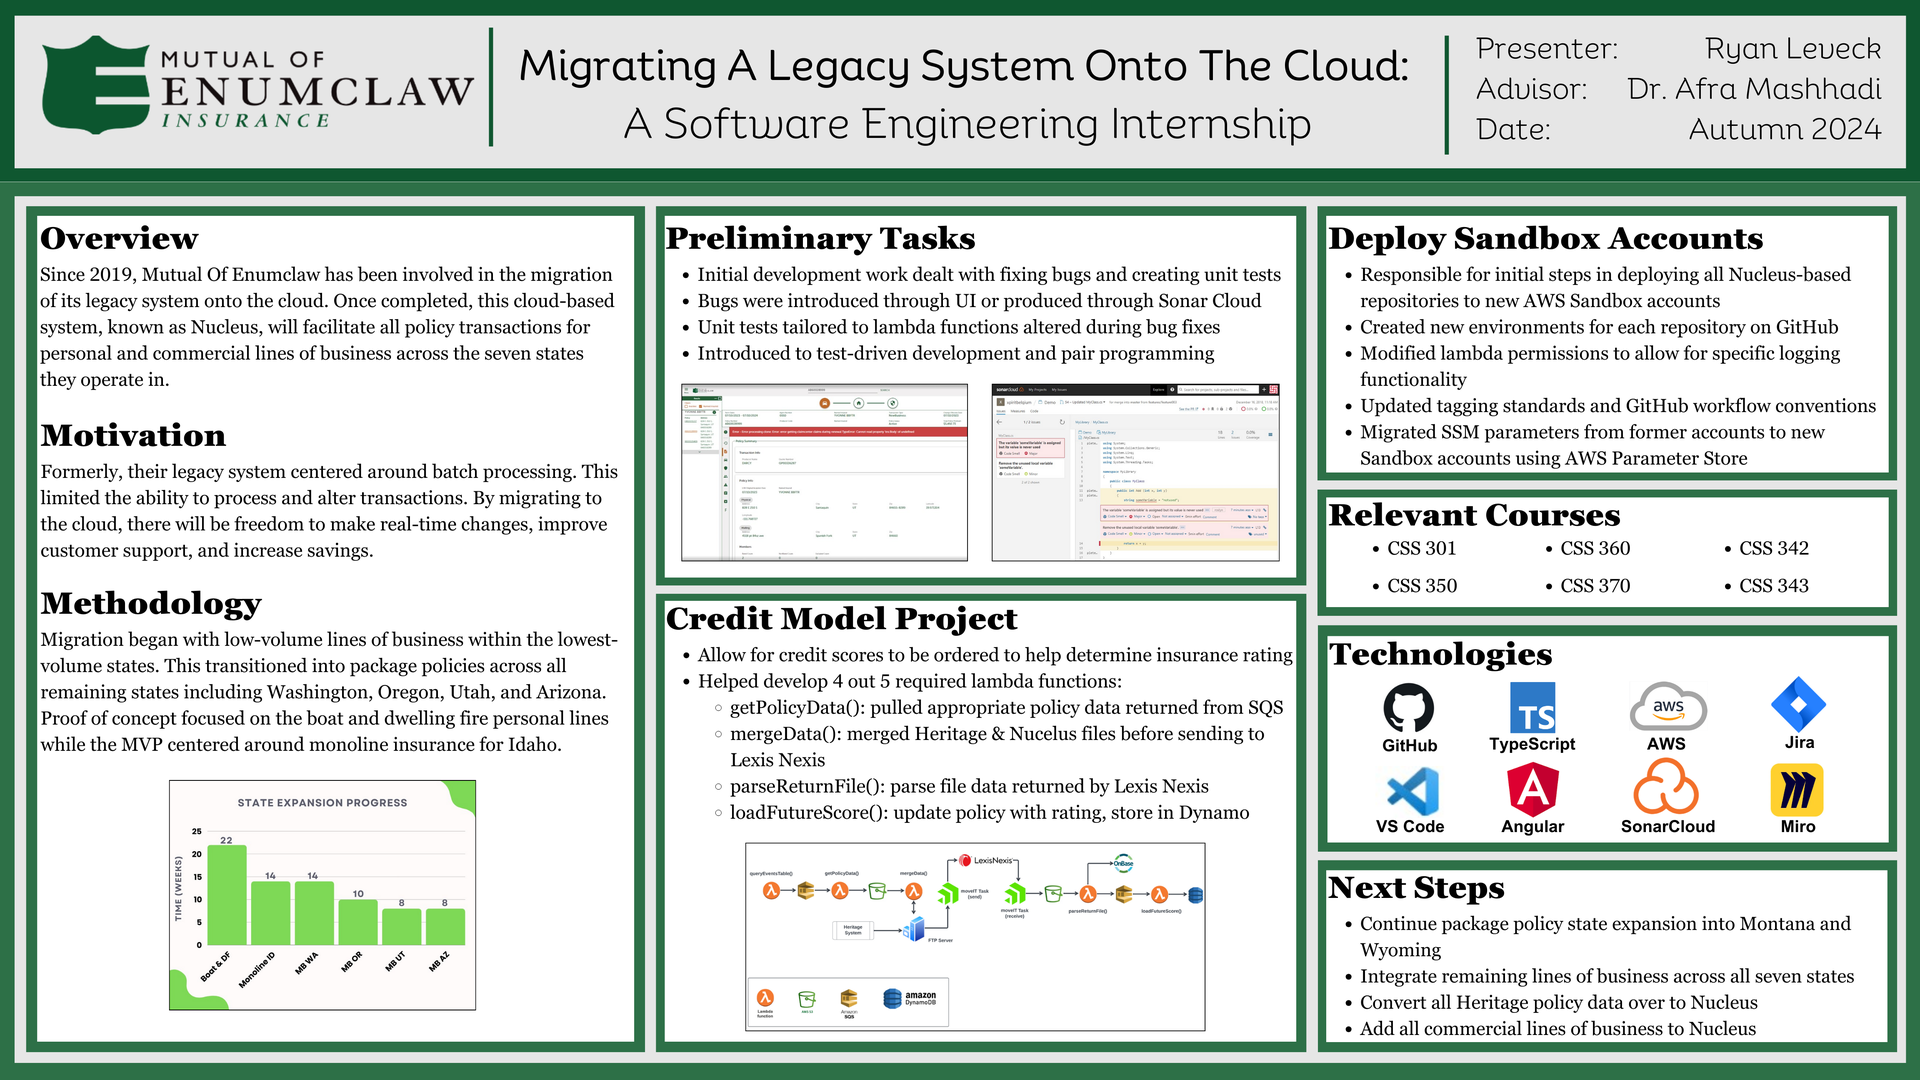 MUTUAL OF
ENUMCLAW
INSURANCE
Migrating A Legacy System Onto The Cloud:
A Software Engineering Internship
Presenter: Ryan Leveck
Advisor: Dr. Afra Mashhadi
Date: Autumn 2024
Overview
Since 2019, Mutual Of Enumclaw has been involved in the migration
of its legacy system onto the cloud. Once completed, this cloud-based
system, known as Nucleus, will facilitate all policy transactions for
personal and commercial lines of business across the seven states
they operate in.
Motivation
Formerly, their legacy system centered around batch processing. This
limited the ability to process and alter transactions. By migrating to
the cloud, there will be freedom to make real-time changes, improve
customer support, and increase savings.
Methodology
Migration began with low-volume lines of business within the lowest-
volume states. This transitioned into package policies across all
remaining states including Washington, Oregon, Utah, and Arizona.
Proof of concept focused on the boat and dwelling fire personal lines
while the MVP centered around monoline insurance for Idaho.
STATE EXPANSION PROGRESS
TIME (WEEKS)
25
20
15
10
5
0
22
14
14
10
8
8
Boat & DF
Monoline ID
MB WA
MB OR
MB UT
MB AZ
Preliminary Tasks
• Initial development work dealt with fixing bugs and creating unit tests
• Bugs were introduced through UI or produced through Sonar Cloud
• Unit tests tailored to lambda functions altered during bug fixes
• Introduced to test-driven development and pair programming
sonarcloud
My Projects My Issues
Credit Model Project
• Allow for credit scores to be ordered to help determine insurance rating
• Helped develop 4 out 5 required lambda functions:
◦ getPolicyData(): pulled appropriate policy data returned from SQS
◦ mergeData(): merged Heritage & Nucelus files before sending to
Lexis Nexis
◦ parseReturnFile(): parse file data returned by Lexis Nexis
◦ loadFutureScore(): update policy with rating, store in Dynamo
LexisNexis
OnBase
queryEventsTable()
getPolicyData()
mergeData()
moveIT Task
(send)
moveIT Task
(receive)
parseReturnFile()
loadFutureScore()
Heritage
System
FTP Server
Lambda
function
AWS S3
Amazon
SQS
amazon
DynamoDB
Deploy Sandbox Accounts
• Responsible for initial steps in deploying all Nucleus-based
repositories to new AWS Sandbox accounts
• Created new environments for each repository on GitHub
• Modified lambda permissions to allow for specific logging
functionality
• Updated tagging standards and GitHub workflow conventions
• Migrated SSM parameters from former accounts to new
Sandbox accounts using AWS Parameter Store
Relevant Courses
• CSS 301 • CSS 360 • CSS 342
• CSS 350 • CSS 370 • CSS 343
Technologies
TS
aws
GitHub TypeScript AWS Jira
A
VS Code Angular SonarCloud Miro
Next Steps
• Continue package policy state expansion into Montana and
Wyoming
• Integrate remaining lines of business across all seven states
• Convert all Heritage policy data over to Nucleus
• Add all commercial lines of business to Nucleus